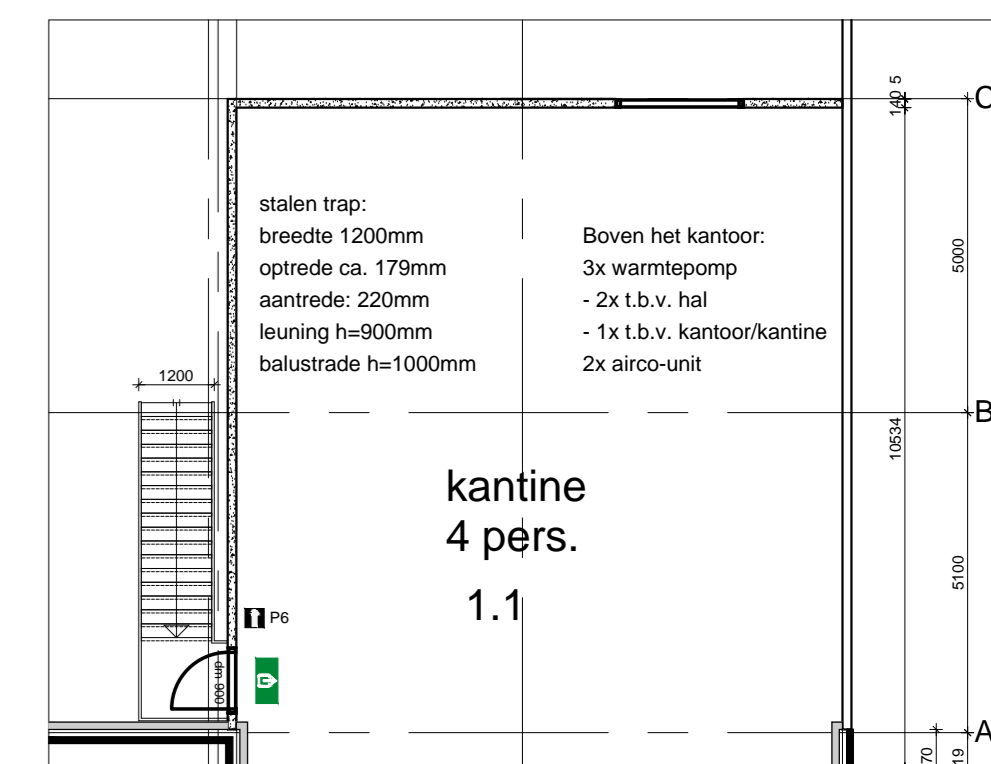 140 5
C
stalen trap:
breedte 1200mm
optrede ca. 179mm
aantrede: 220mm
leuning h=900mm
balustrade h=1000mm
Boven het kantoor:
3x warmtepomp
- 2x t.b.v. hal
- 1x t.b.v. kantoor/kantine
2x airco-unit
5000
1200
B
10534
kantine
4 pers.
1.1
5100
P6
dm 900
A
70
19